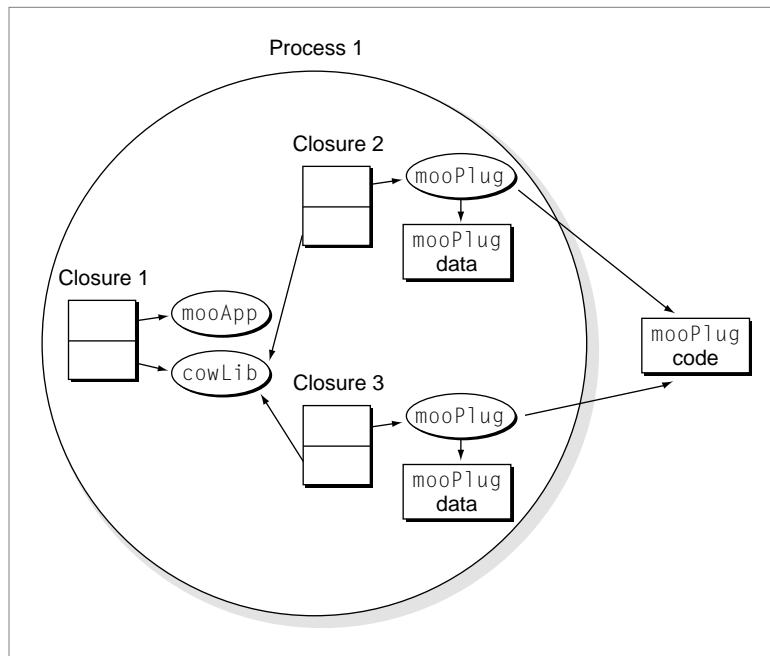 Process 1
Closure 2
mooPlug
mooPlug
data
Closure 1
mooApp
cowLib
mooPlug
code
Closure 3
mooPlug
mooPlug
data